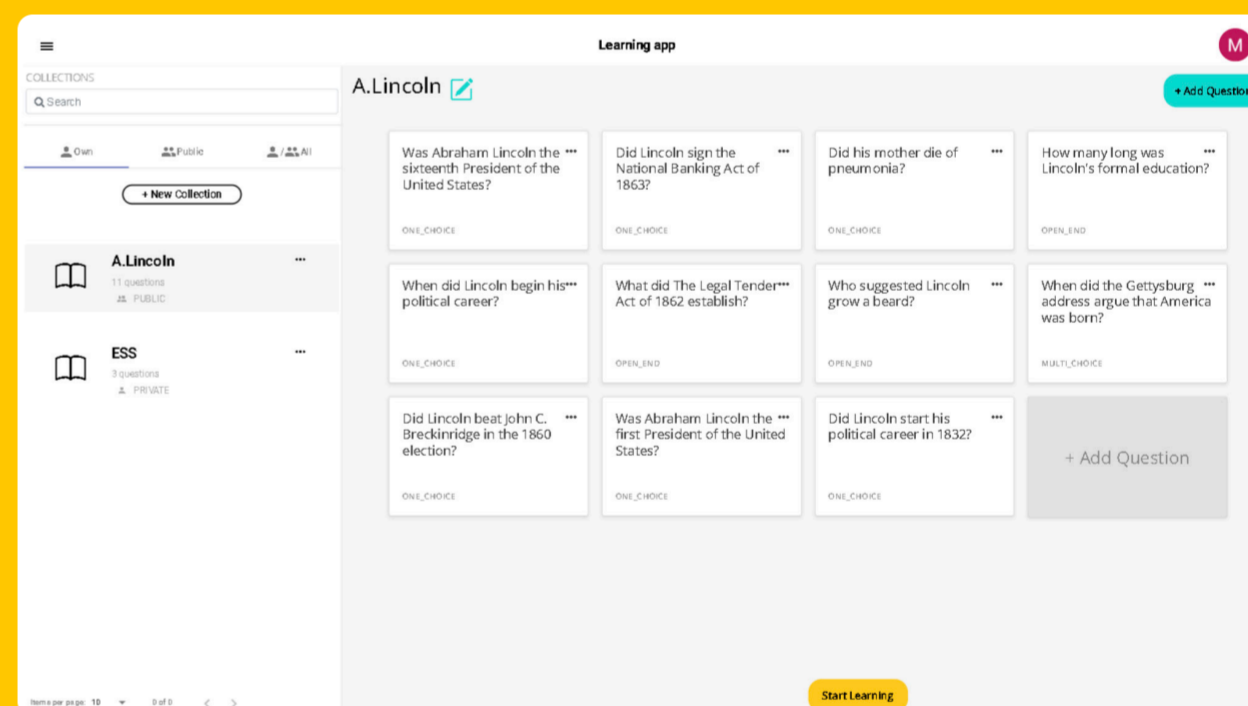 Learning app
M
COLLECTIONS
Search
Own
Public
/ All
+ New Collection
A.Lincoln
11 questions
PUBLIC
ESS
3 questions
PRIVATE
Items per page: 10
0 of 0
A.Lincoln
+ Add Question
Was Abraham Lincoln the
sixteenth President of the
United States?
ONE_CHOICE
Did Lincoln sign the
National Banking Act of
1863?
ONE_CHOICE
Did his mother die of
pneumonia?
ONE_CHOICE
How many long was
Lincoln's formal education?
OPEN_END
When did Lincoln begin his
political career?
ONE_CHOICE
What did The Legal Tender
Act of 1862 establish?
OPEN_END
Who suggested Lincoln
grow a beard?
OPEN_END
When did the Gettysburg
address argue that America
was born?
MULTI_CHOICE
Did Lincoln beat John C.
Breckinridge in the 1860
election?
ONE_CHOICE
Was Abraham Lincoln the
first President of the United
States?
ONE_CHOICE
Did Lincoln start his
political career in 1832?
ONE_CHOICE
+ Add Question
Start Learning